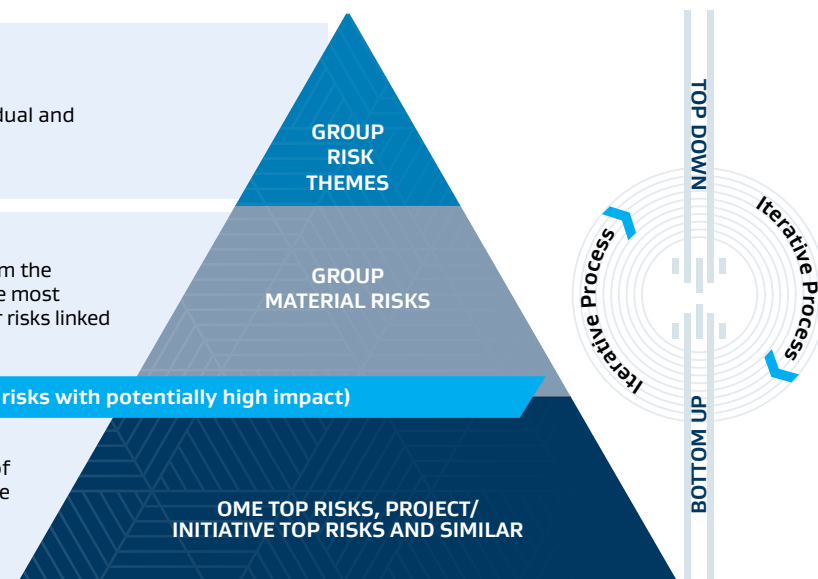 dual and
GROUP
RISK
THEMES
TOP DOWN
m the
e most
r risks linked
GROUP
MATERIAL RISKS
Iterative Process
Iterative P
ss
risks with potentially high impact)
of
e
OME TOP RISKS, PROJECT/
INITIATIVE TOP RISKS AND SIMILAR
BOTTOM UP